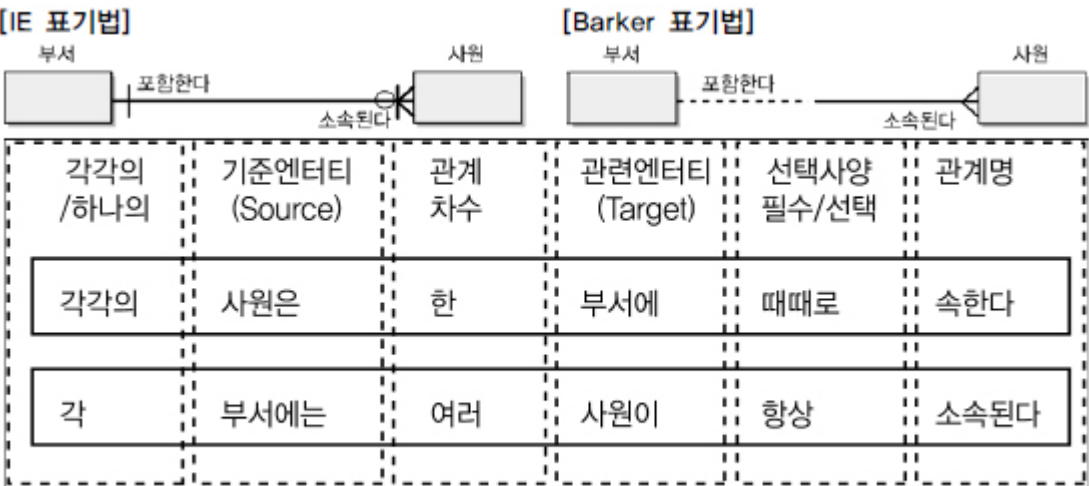 [IE 표기법] [Barker 표기법]
부서 사원 부서 사원
포함한다 포함한다
소속된다 소속된다
각각의 기준엔터티 관계 관련엔터티 선택사양 관계명
/하나의 (Source) 차수 (Target) 필수/선택
각각의 사원은 한 부서에 때때로 속한다
각 부서에는 여러 사원이 항상 소속된다